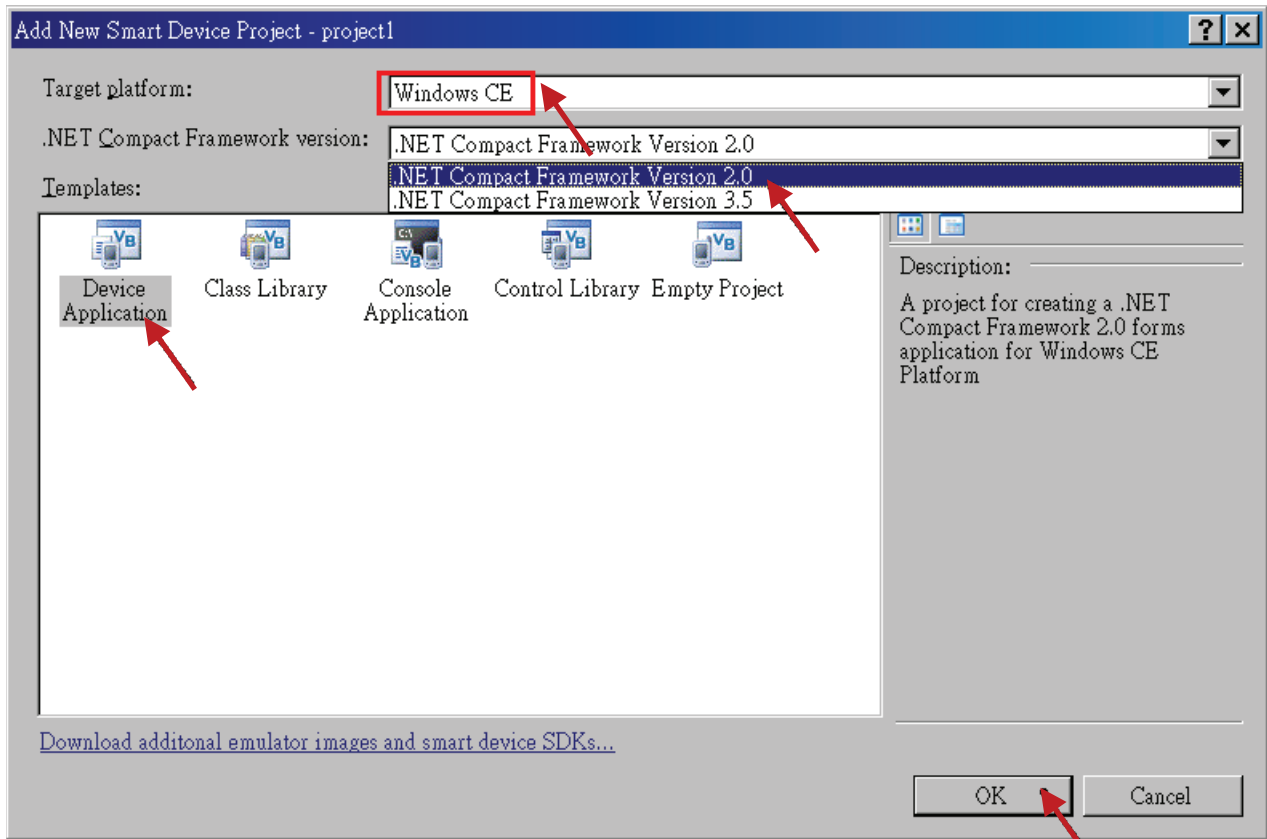 Add New Smart Device Project - project1
Target platform:
Windows CE
.NET Compact Framework version:
.NET Compact Framework Version 2.0
.NET Compact Framework Version 2.0
.NET Compact Framework Version 3.5
Templates:
Device
Application
Class Library
Console
Application
Control Library
Empty Project
Description:
A project for creating a .NET
Compact Framework 2.0 forms
application for Windows CE
Platform
Download additonal emulator images and smart device SDKs...
OK
Cancel